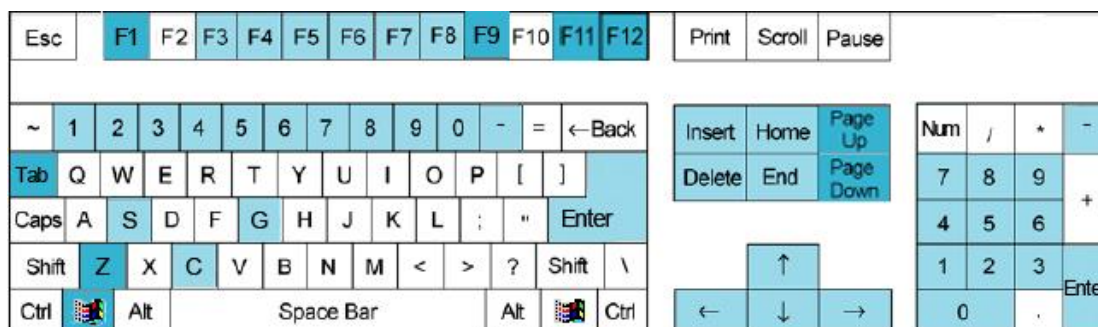 Esc F1 F2 F3 F4 F5 F6 F7 F8 F9 F10 F11 F12 Print Scroll Pause
~ 1 2 3 4 5 6 7 8 9 0 - = ←Back Insert Home Page Up Num / * -
Tab Q W E R T Y U I O P [ ] Delete End Page Down 7 8 9 +
Caps A S D F G H J K L ; " Enter 4 5 6
Shift Z X C V B N M < > ? Shift \ ↑ 1 2 3 Ente
Ctrl Alt Space Bar Alt Ctrl ← ↓ → 0 .